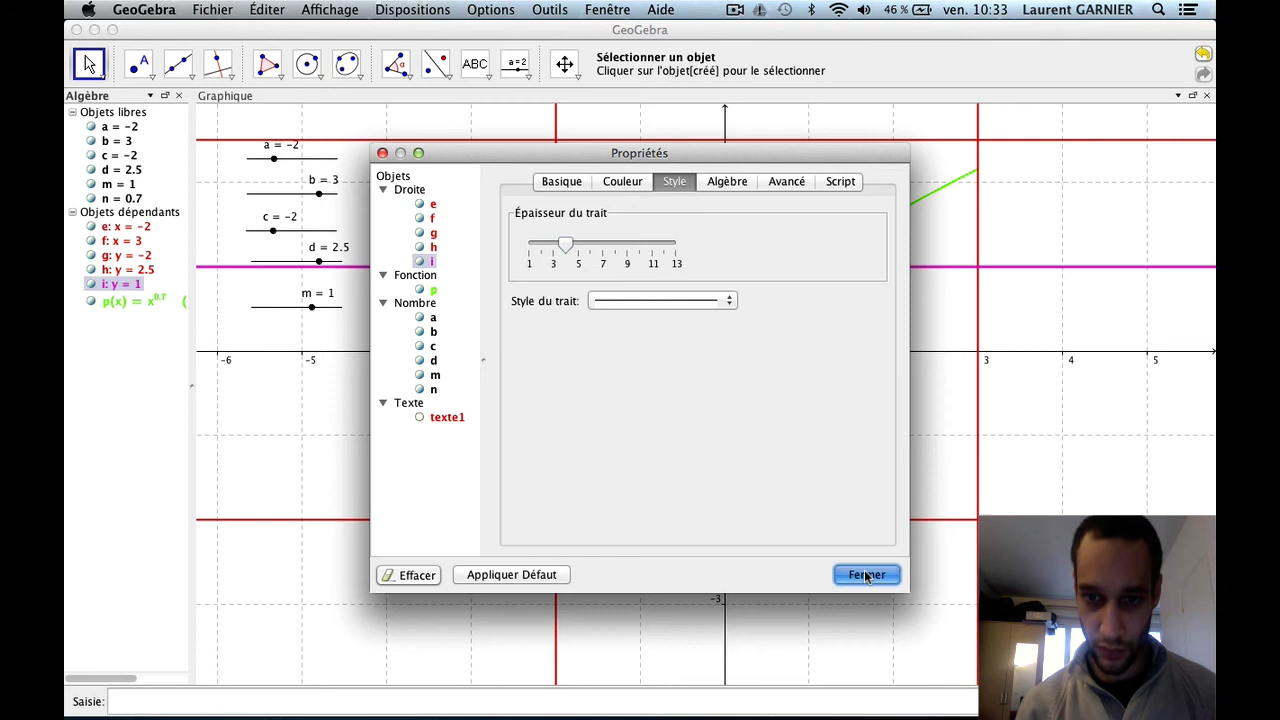 GeoGebra Fichier Éditer Affichage Dispositions Options Outils Fenêtre Aide 46 % ven. 10:33 Laurent GARNIER
GeoGebra
A ABC a=2 α
Sélectionner un objet
Cliquer sur l'objet[créé] pour le sélectionner
Algèbre
Graphique
Objets libres
a = -2
b = 3
c = -2
d = 2.5
m = 1
n = 0.7
Objets dépendants
e: x = -2
f: x = 3
g: y = -2
h: y = 2.5
i: y = 1
p(x) = x^0.7 (
a = -2
b = 3
c = -2
d = 2.5
m = 1
-6 -5 3 4 5
-3
Propriétés
Objets
Droite
e
f
g
h
i
Fonction
p
Nombre
a
b
c
d
m
n
Texte
texte1
Basique Couleur Style Algèbre Avancé Script
Épaisseur du trait
1 3 5 7 9 11 13
Style du trait:
Effacer Appliquer Défaut Fermer
Saisie: